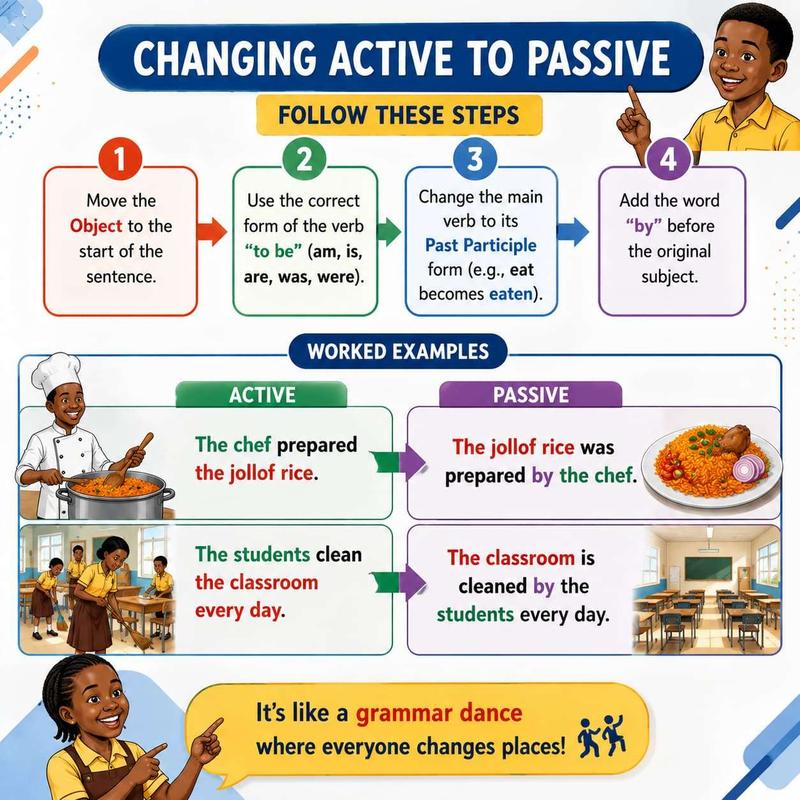 CHANGING ACTIVE TO PASSIVE
FOLLOW THESE STEPS
1
Move the
Object to the
start of the
sentence.
2
Use the correct
form of the verb
“to be” (am, is,
are, was, were).
3
Change the main
verb to its
Past Participle
form (e.g., eat
becomes eaten).
4
Add the word
“by” before
the original
subject.
WORKED EXAMPLES
ACTIVE
PASSIVE
The chef prepared
the jollof rice.
The jollof rice was
prepared by the chef.
The students clean
the classroom
every day.
The classroom is
cleaned by the
students every day.
It’s like a grammar dance
where everyone changes places!